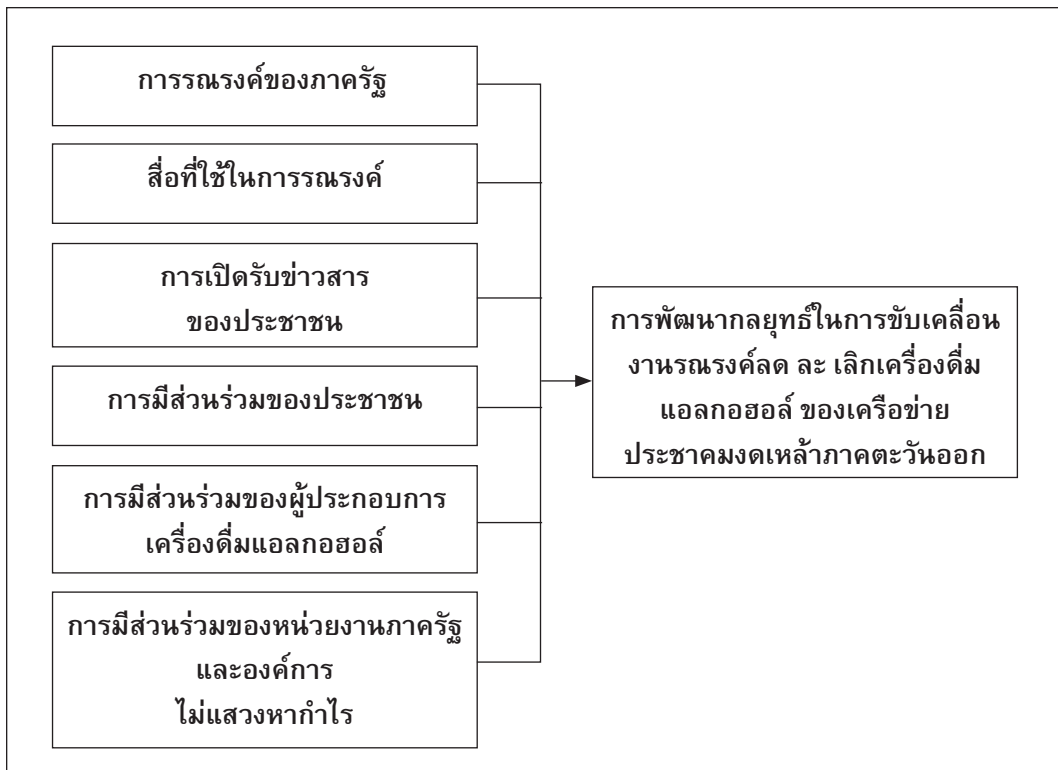 การรณรงค์ของภาครัฐ
สื่อที่ใช้ในการรณรงค์
การเปิดรับข่าวสาร
ของประชาชน
การมีส่วนร่วมของประชาชน
การมีส่วนร่วมของผู้ประกอบการ
เครื่องดื่มแอลกอฮอล์
การมีส่วนร่วมของหน่วยงานภาครัฐ
และองค์การ
ไม่แสวงหากำไร
การพัฒนากลยุทธ์ในการขับเคลื่อน
งานรณรงค์ลด ละ เลิกเครื่องดื่ม
แอลกอฮอล์ ของเครือข่าย
ประชาคมงดเหล้าภาคตะวันออก